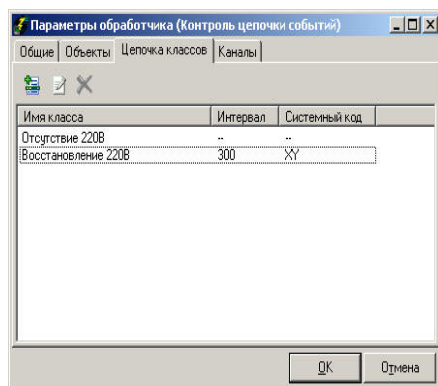 Параметры обработчика (Контроль цепочки событий)
Общие Объекты Цепочка классов Каналы
Имя класса Интервал Системный код
Отсутствие 220В -- --
Восстановление 220В 300 XY
OK Отмена